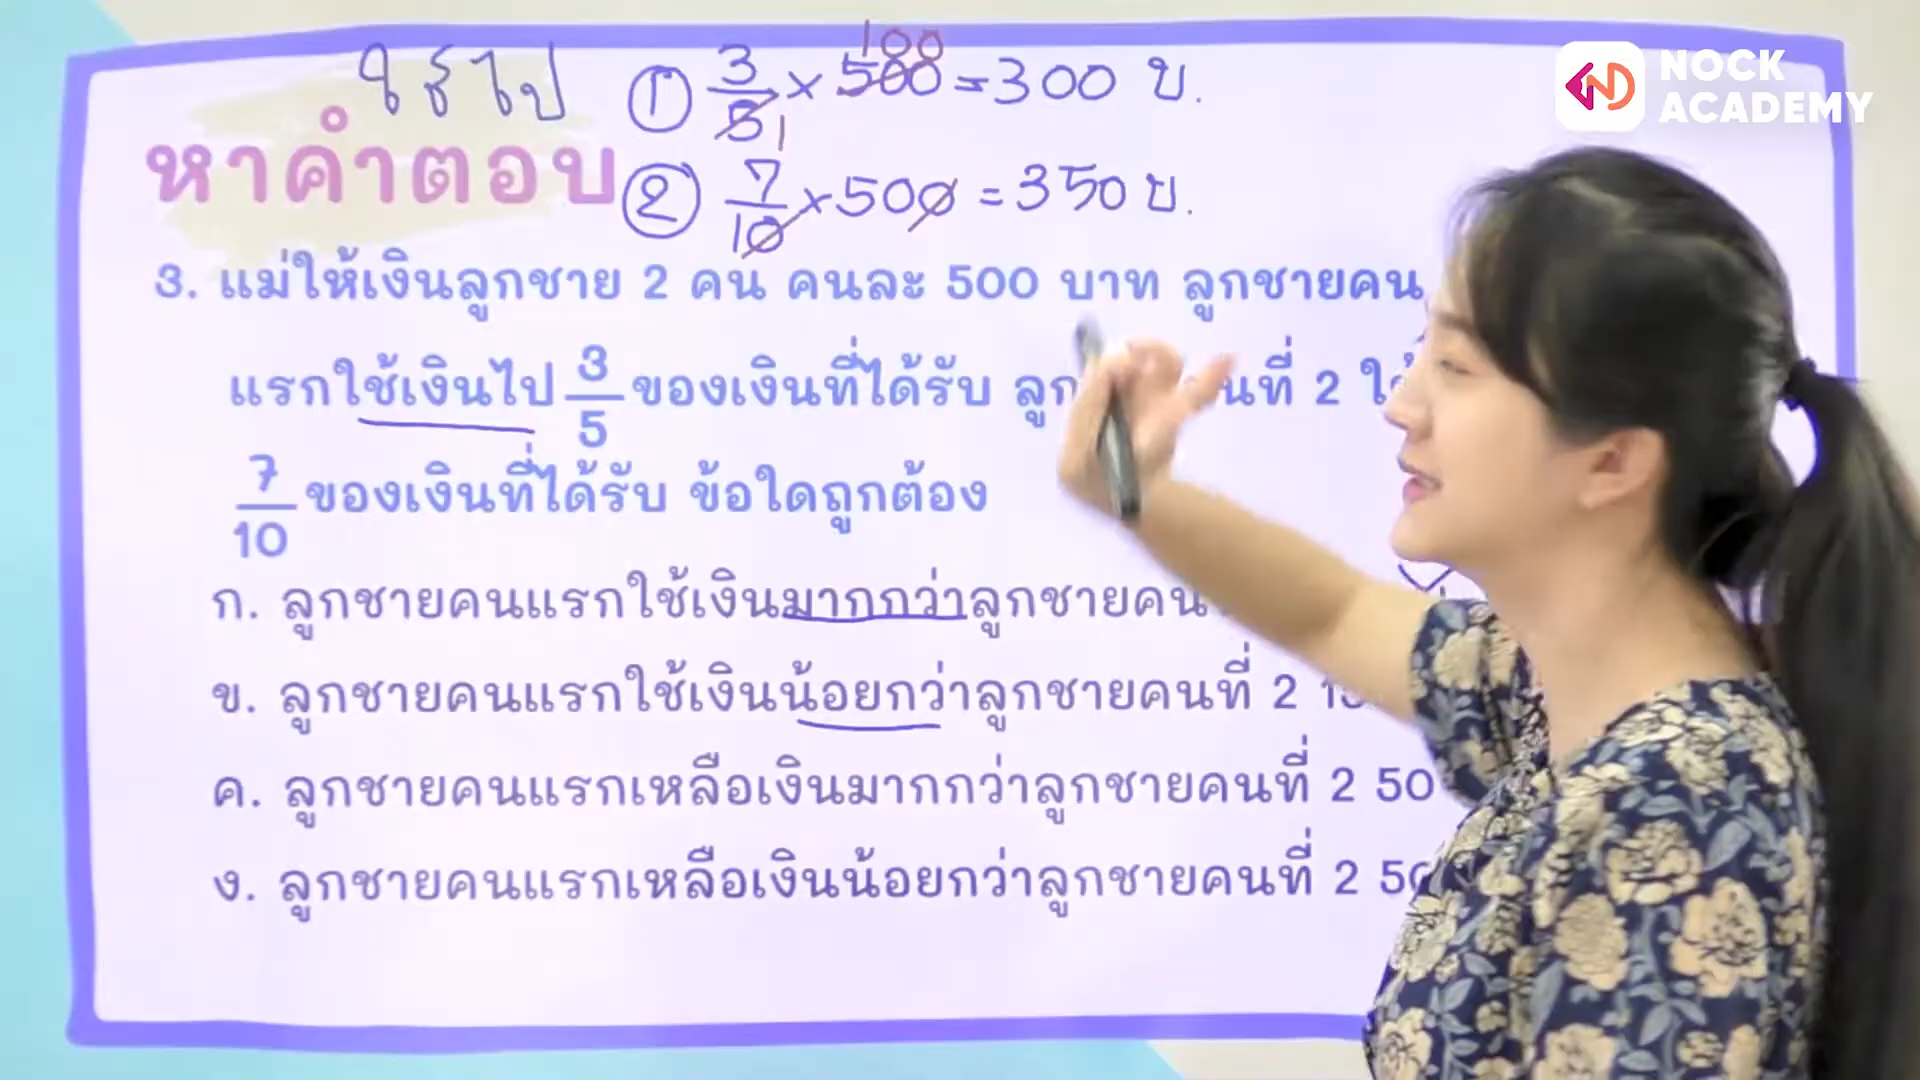 ใช้ไป ① 3/5 1 × 500 100 = 300 บ.
② 7/10 × 500 = 350 บ.
NOCK
ACADEMY
หาคำตอบ
3. แม่ให้เงินลูกชาย 2 คน คนละ 500 บาท ลูกชายคน
แรกใช้เงินไป 3/5 ของเงินที่ได้รับ 2
7/10 ของเงินที่ได้รับ ข้อใดถูกต้อง
ก. ลูกชายคนแรกใช้เงินมากกว่าลูกชายคน
ข. ลูกชายคนแรกใช้เงินน้อยกว่าลูกชายคนที่ 2
ค. ลูกชายคนแรกเหลือเงินมากกว่าลูกชายคนที่ 2 50
ง. ลูกชายคนแรกเหลือเงินน้อยกว่าลูกชายคนที่ 2